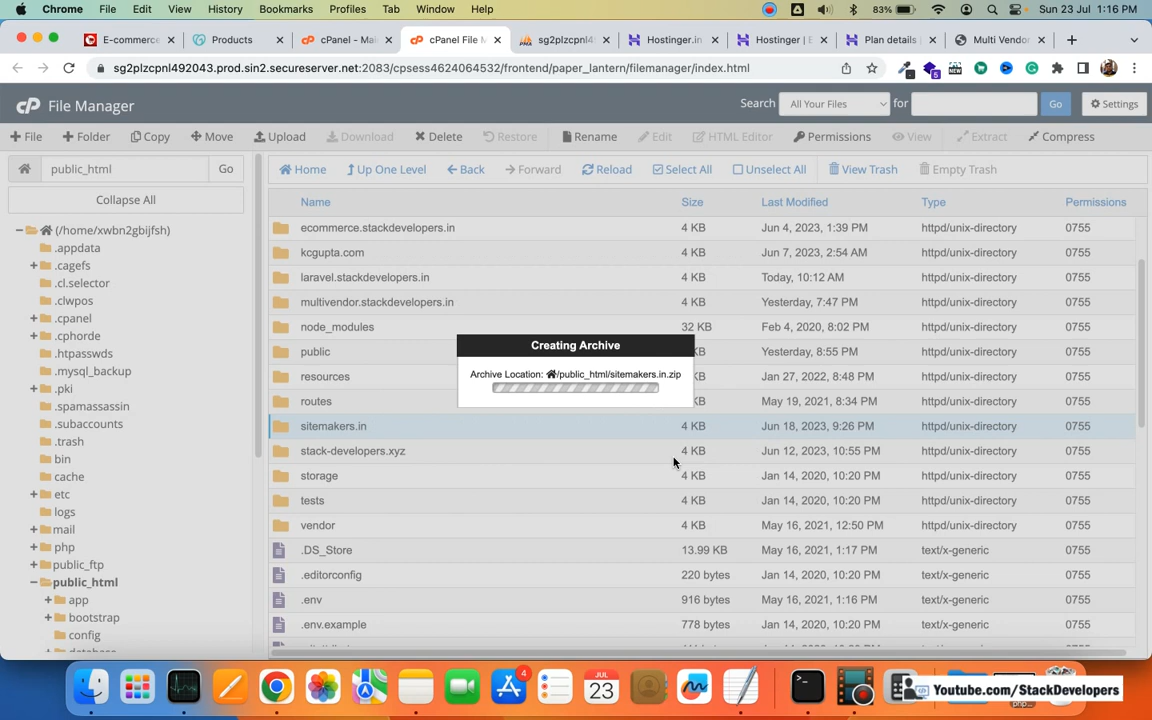 Chrome File Edit View History Bookmarks Profiles Tab Window Help 83% Sun 23 Jul 1:16 PM
E-commerce Products cPanel - Ma cPanel File M sg2plzcpnl492043 Hostinger.in Hostinger | E Plan details Multi Vendo
sg2plzcpnl492043.prod.sin2.secureserver.net:2083/cpsess4624064532/frontend/paper_lantern/filemanager/index.html
File Manager Search All Your Files for Go Settings
File Folder Copy Move Upload Download Delete Restore Rename Edit HTML Editor Permissions View Extract Compress
public_html Go Home Up One Level Back Forward Reload Select All Unselect All View Trash Empty Trash
Collapse All
Name Size Last Modified Type Permissions
(/home/xwbn2gbijfsh)
.appdata
.cagefs
.cl.selector
.clwpos
.cpanel
.cphorde
.htpasswds
.mysql_backup
.pki
.spamassassin
.subaccounts
.trash
bin
cache
etc
logs
mail
php
public_ftp
public_html
app
bootstrap
config
ecommerce.stackdevelopers.in 4 KB Jun 4, 2023, 1:39 PM httpd/unix-directory 0755
kcgupta.com 4 KB Jun 7, 2023, 2:54 AM httpd/unix-directory 0755
laravel.stackdevelopers.in 4 KB Today, 10:12 AM httpd/unix-directory 0755
multivendor.stackdevelopers.in 4 KB Yesterday, 7:47 PM httpd/unix-directory 0755
node_modules 32 KB Feb 4, 2020, 8:02 PM httpd/unix-directory 0755
public KB Yesterday, 8:55 PM httpd/unix-directory 0755
resources KB Jan 27, 2022, 8:48 PM httpd/unix-directory 0755
routes KB May 19, 2021, 8:34 PM httpd/unix-directory 0755
sitemakers.in 4 KB Jun 18, 2023, 9:26 PM httpd/unix-directory 0755
stack-developers.xyz 4 KB Jun 12, 2023, 10:55 PM httpd/unix-directory 0755
storage 4 KB Jan 14, 2020, 10:20 PM httpd/unix-directory 0755
tests 4 KB Jan 14, 2020, 10:20 PM httpd/unix-directory 0755
vendor 4 KB May 16, 2021, 12:50 PM httpd/unix-directory 0755
.DS_Store 13.99 KB May 16, 2021, 1:17 PM text/x-generic 0755
.editorconfig 220 bytes Jan 14, 2020, 10:20 PM text/x-generic 0755
.env 916 bytes May 16, 2021, 1:16 PM text/x-generic 0755
.env.example 778 bytes Jan 14, 2020, 10:20 PM text/x-generic 0755
Creating Archive
Archive Location: /public_html/sitemakers.in.zip
4
JUL
23
Youtube.com/StackDevelopers